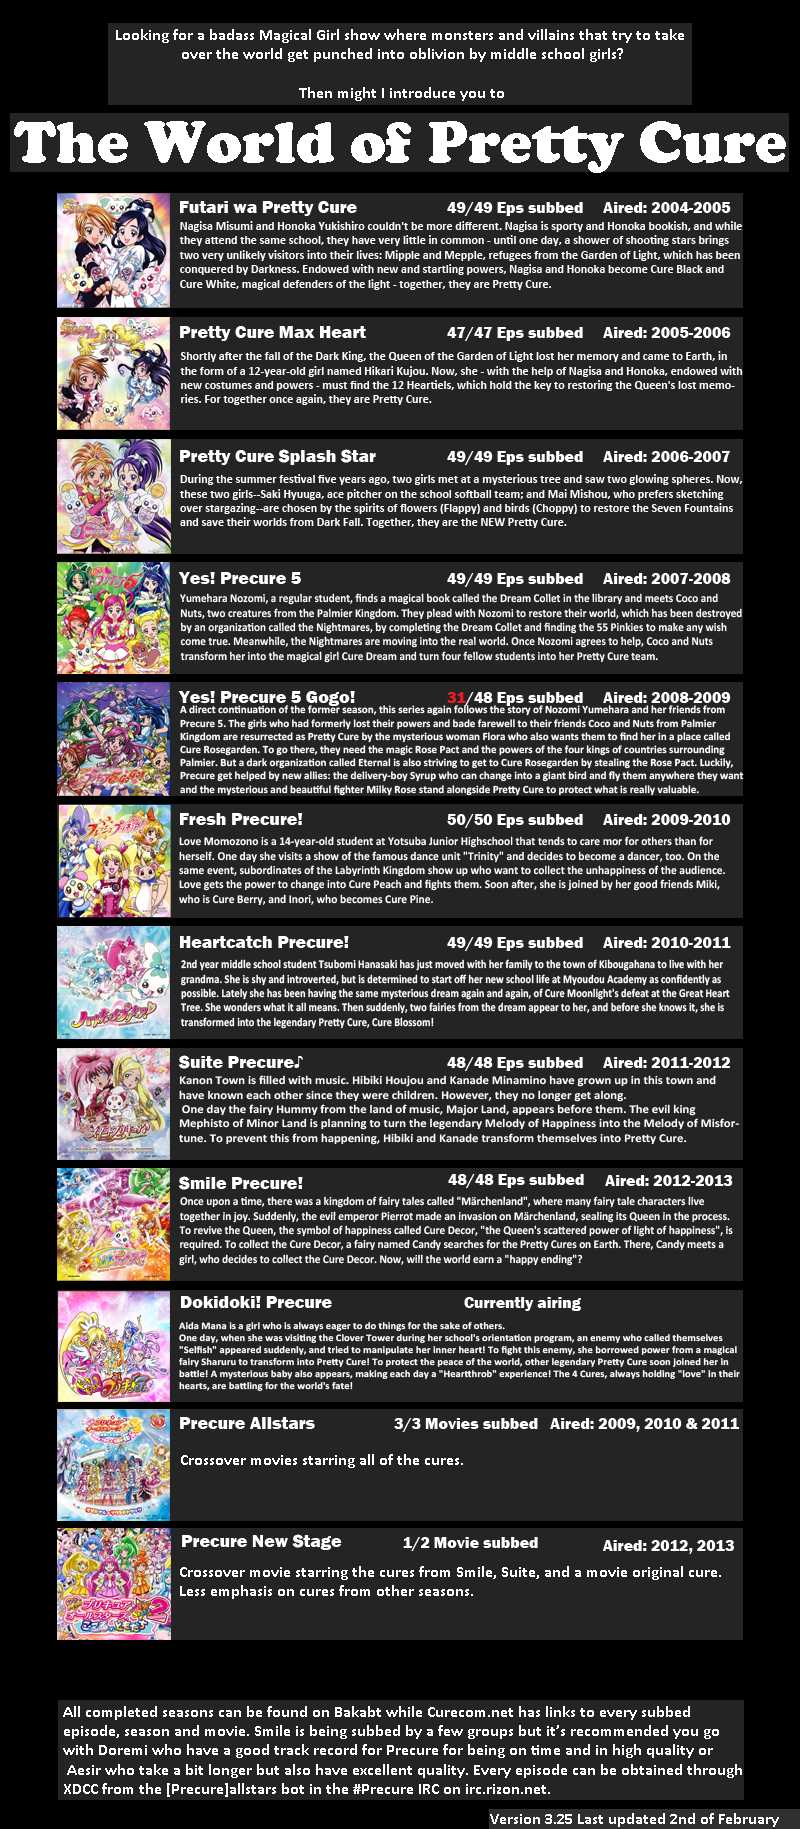 Looking for a badass Magical Girl show where monsters and villains that try to take
over the world get punched into oblivion by middle school girls?
Then might I introduce you to
The World of Pretty Cure
Futari wa Pretty Cure 49/49 Eps subbed Aired: 2004-2005
Nagisa Misumi and Honoka Yukishiro couldn't be more different. Nagisa is sporty and Honoka bookish, and while
they attend the same school, they have very little in common - until one day, a shower of shooting stars brings
two very unlikely visitors into their lives: Mipple and Mepple, refugees from the Garden of Light, which has been
conquered by Darkness. Endowed with new and startling powers, Nagisa and Honoka become Cure Black and
Cure White, magical defenders of the light - together, they are Pretty Cure.
Pretty Cure Max Heart 47/47 Eps subbed Aired: 2005-2006
Shortly after the fall of the Dark King, the Queen of the Garden of Light lost her memory and came to Earth, in
the form of a 12-year-old girl named Hikari Kujou. Now, she - with the help of Nagisa and Honoka, endowed with
new costumes and powers - must find the 12 Heartiels, which hold the key to restoring the Queen's lost memo-
ries. For together once again, they are Pretty Cure.
Pretty Cure Splash Star 49/49 Eps subbed Aired: 2006-2007
During the summer festival five years ago, two girls met at a mysterious tree and saw two glowing spheres. Now,
these two girls--Saki Hyuuga, ace pitcher on the school softball team; and Mai Mishou, who prefers sketching
over stargazing--are chosen by the spirits of flowers (Flappy) and birds (Choppy) to restore the Seven Fountains
and save their worlds from Dark Fall. Together, they are the NEW Pretty Cure.
Yes! Precure 5 49/49 Eps subbed Aired: 2007-2008
Yumehara Nozomi, a regular student, finds a magical book called the Dream Collet in the library and meets Coco and
Nuts, two creatures from the Palmier Kingdom. They plead with Nozomi to restore their world, which has been destroyed
by an organization called the Nightmares, by completing the Dream Collet and finding the 55 Pinkies to make any wish
come true. Meanwhile, the Nightmares are moving into the real world. Once Nozomi agrees to help, Coco and Nuts
transform her into the magical girl Cure Dream and turn four fellow students into her Pretty Cure team.
Yes! Precure 5 Gogo! 31/48 Eps subbed Aired: 2008-2009
A direct continuation of the former season, this series again follows the story of Nozomi Yumehara and her friends from
Precure 5. The girls who had formerly lost their powers and bade farewell to their friends Coco and Nuts from Palmier
Kingdom are resurrected as Pretty Cure by the mysterious woman Flora who also wants them to find her in a place called
Cure Rosegarden. To go there, they need the magic Rose Pact and the powers of the four kings of countries surrounding
Palmier. But a dark organization called Eternal is also striving to get to Cure Rosegarden by stealing the Rose Pact. Luckily,
Precure get helped by new allies: the delivery-boy Syrup who can change into a giant bird and fly them anywhere they want
and the mysterious and beautiful fighter Milky Rose stand alongside Pretty Cure to protect what is really valuable.
Fresh Precure! 50/50 Eps subbed Aired: 2009-2010
Love Momozono is a 14-year-old student at Yotsuba Junior Highschool that tends to care mor for others than for
herself. One day she visits a show of the famous dance unit "Trinity" and decides to become a dancer, too. On the
same event, subordinates of the Labyrinth Kingdom show up who want to collect the unhappiness of the audience.
Love gets the power to change into Cure Peach and fights them. Soon after, she is joined by her good friends Miki,
who is Cure Berry, and Inori, who becomes Cure Pine.
Heartcatch Precure! 49/49 Eps subbed Aired: 2010-2011
2nd year middle school student Tsubomi Hanasaki has just moved with her family to the town of Kibougahana to live with her
grandma. She is shy and introverted, but is determined to start off her new school life at Myoudou Academy as confidently as
possible. Lately she has been having the same mysterious dream again and again, of Cure Moonlight's defeat at the Great Heart
Tree. She wonders what it all means. Then suddenly, two fairies from the dream appear to her, and before she knows it, she is
transformed into the legendary Pretty Cure, Cure Blossom!
Suite Precure♪ 48/48 Eps subbed Aired: 2011-2012
Kanon Town is filled with music. Hibiki Houjou and Kanade Minamino have grown up in this town and
have known each other since they were children. However, they no longer get along.
One day the fairy Hummy from the land of music, Major Land, appears before them. The evil king
Mephisto of Minor Land is planning to turn the legendary Melody of Happiness into the Melody of Misfor-
tune. To prevent this from happening, Hibiki and Kanade transform themselves into Pretty Cure.
Smile Precure! 48/48 Eps subbed Aired: 2012-2013
Once upon a time, there was a kingdom of fairy tales called "Märchenland", where many fairy tale characters live
together in joy. Suddenly, the evil emperor Pierrot made an invasion on Märchenland, sealing its Queen in the process.
To revive the Queen, the symbol of happiness called Cure Decor, "the Queen's scattered power of light of happiness", is
required. To collect the Cure Decor, a fairy named Candy searches for the Pretty Cures on Earth. There, Candy meets a
girl, who decides to collect the Cure Decor. Now, will the world earn a "happy ending"?
Dokidoki! Precure Currently airing
Aida Mana is a girl who is always eager to do things for the sake of others.
One day, when she was visiting the Clover Tower during her school's orientation program, an enemy who called themselves
"Selfish" appeared suddenly, and tried to manipulate her inner heart! To fight this enemy, she borrowed power from a magical
fairy Sharuru to transform into Pretty Cure! To protect the peace of the world, other legendary Pretty Cure soon joined her in
battle! A mysterious baby also appears, making each day a "Heartthrob" experience! The 4 Cures, always holding "love" in their
hearts, are battling for the world's fate!
Precure Allstars 3/3 Movies subbed Aired: 2009, 2010 & 2011
Crossover movies starring all of the cures.
Precure New Stage 1/2 Movie subbed Aired: 2012, 2013
Crossover movie starring the cures from Smile, Suite, and a movie original cure.
Less emphasis on cures from other seasons.
All completed seasons can be found on Bakabt while Curecom.net has links to every subbed
episode, season and movie. Smile is being subbed by a few groups but it's recommended you go
with Doremi who have a good track record for Precure for being on time and in high quality or
Aesir who take a bit longer but also have excellent quality. Every episode can be obtained through
XDCC from the [Precure]allstars bot in the #Precure IRC on irc.rizon.net.
Version 3.25 Last updated 2nd of February